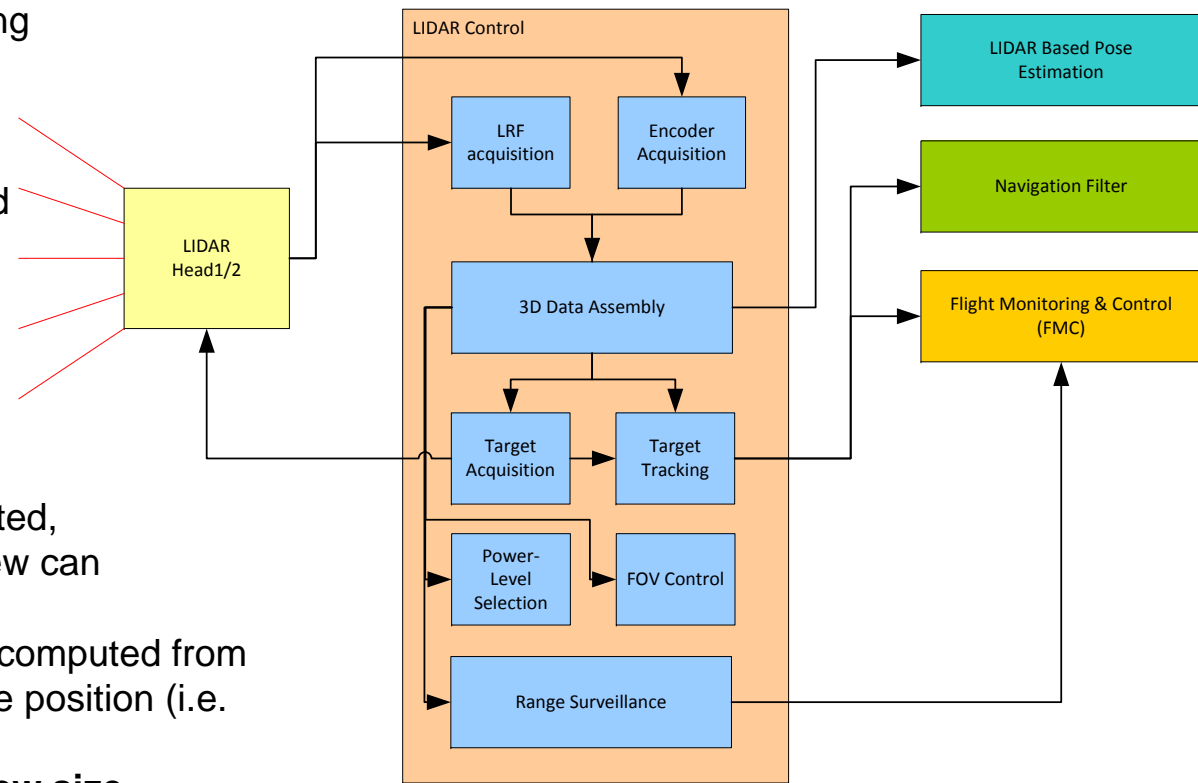 ng
d
ted,
ew can
computed from
e position (i.e.
LIDAR Control
LIDAR
Head1/2
LRF
acquisition
Encoder
Acquisition
3D Data Assembly
Target
Acquisition
Target
Tracking
Power-
Level
Selection
FOV Control
Range Surveillance
LIDAR Based Pose
Estimation
Navigation Filter
Flight Monitoring & Control
(FMC)